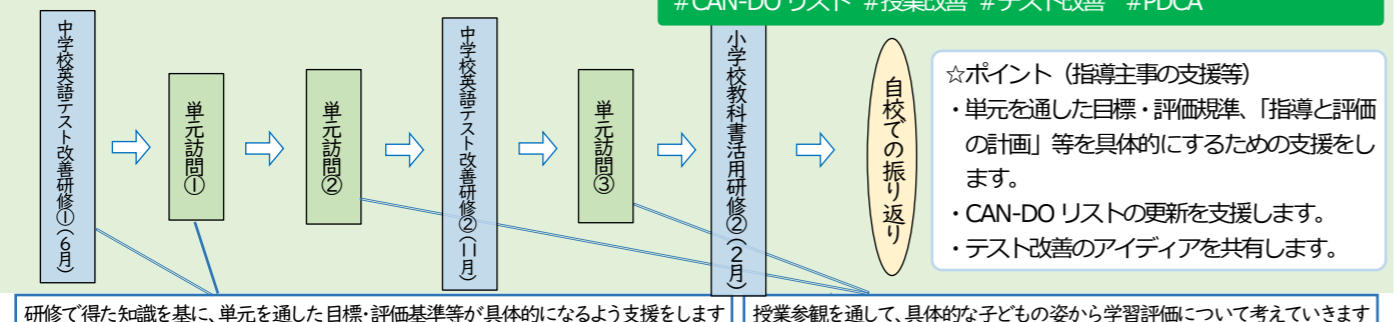 #CAN-DO リスト #授業改善 #テスト改善 #PDCA
中学校英語テスト改善研修①(6月)
単元訪問①
単元訪問②
中学校英語テスト改善研修②(11月)
単元訪問③
小学校教科書活用研修②(2月)
自校での振り返り
☆ポイント(指導主事の支援等)
・単元を通した目標・評価規準、「指導と評価
の計画」等を具体的にするための支援をし
ます。
・CAN-DO リストの更新を支援します。
・テスト改善のアイディアを共有します。
研修で得た知識を基に、単元を通した目標・評価基準等が具体的になるよう支援をします
授業参観を通して、具体的な子どもの姿から学習評価について考えていきます